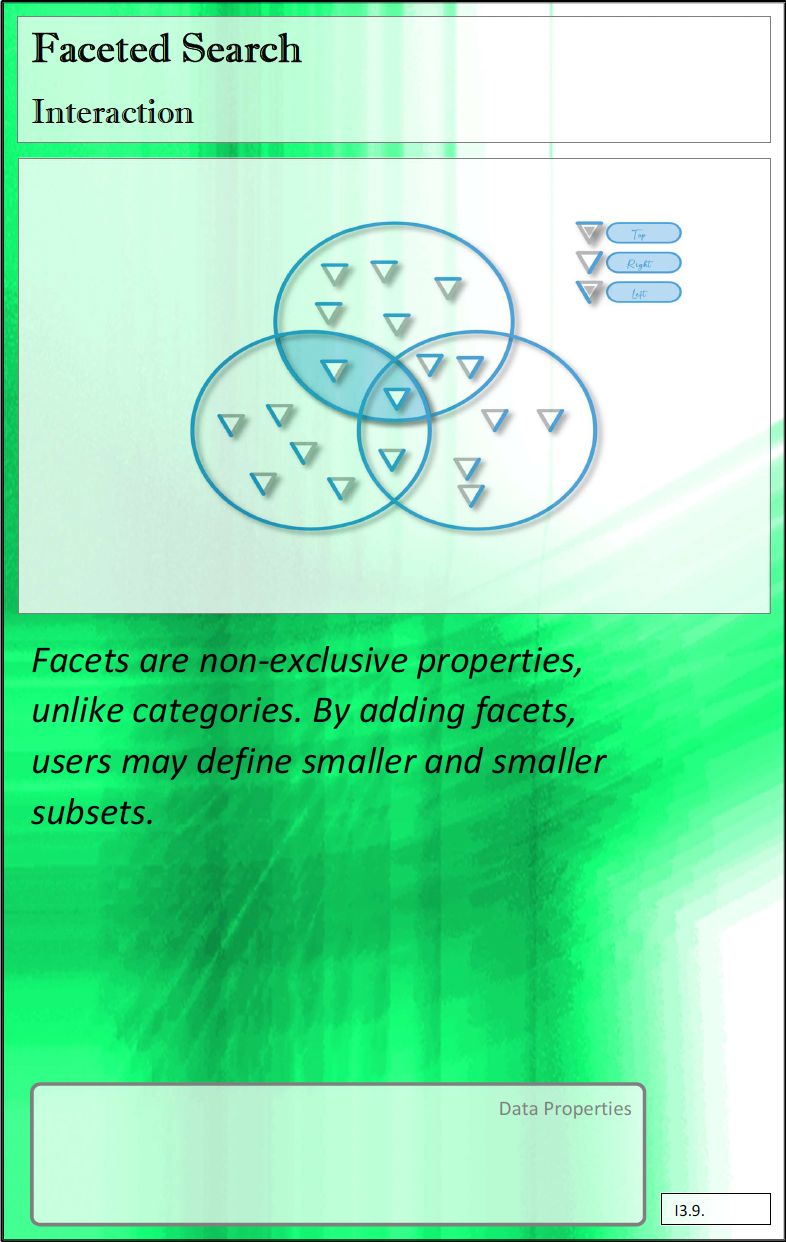 Faceted Search
Interaction
Top
Right
Left
Facets are non-exclusive properties,
unlike categories. By adding facets,
users may define smaller and smaller
subsets.
Data Properties
I3.9.